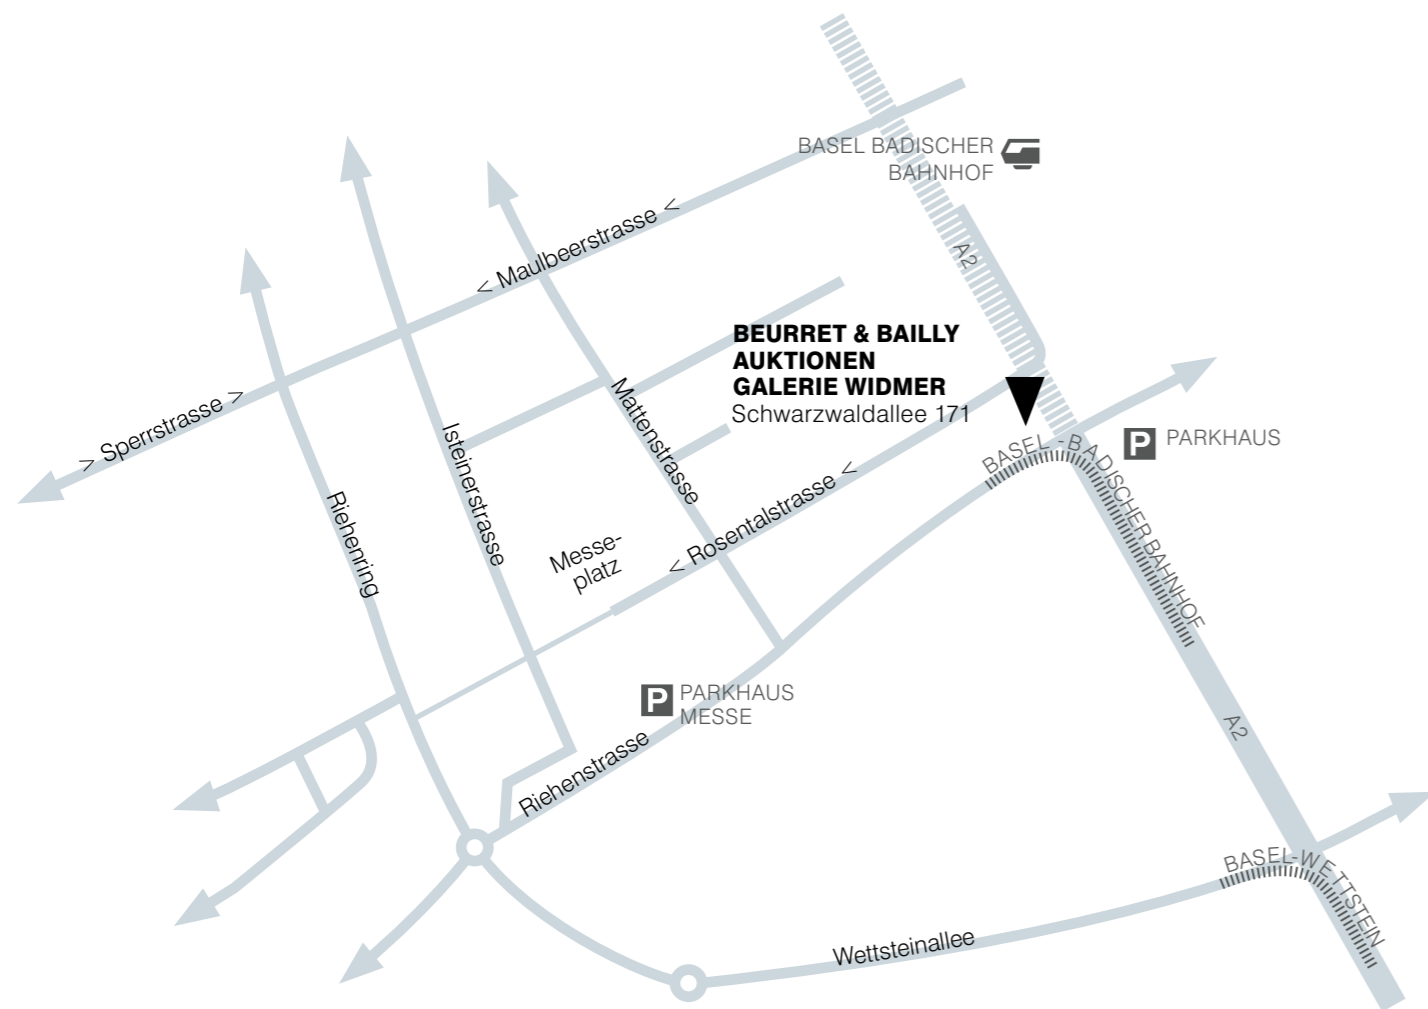 BASEL BADISCHER
BAHNHOF
A2
< Maulbeerstrasse <
BEURRET & BAILLY
AUKTIONEN
GALERIE WIDMER
Schwarzwaldallee 171
> Sperrstrasse >
Mattenstrasse
Isteinerstrasse
BASEL-BADISCHER BAHNHOF
P PARKHAUS
Riehenring
< Rosentalstrasse <
Messe-
platz
P PARKHAUS
MESSE
Riehenstrasse
A2
BASEL-WETTSTEIN
Wettsteinallee